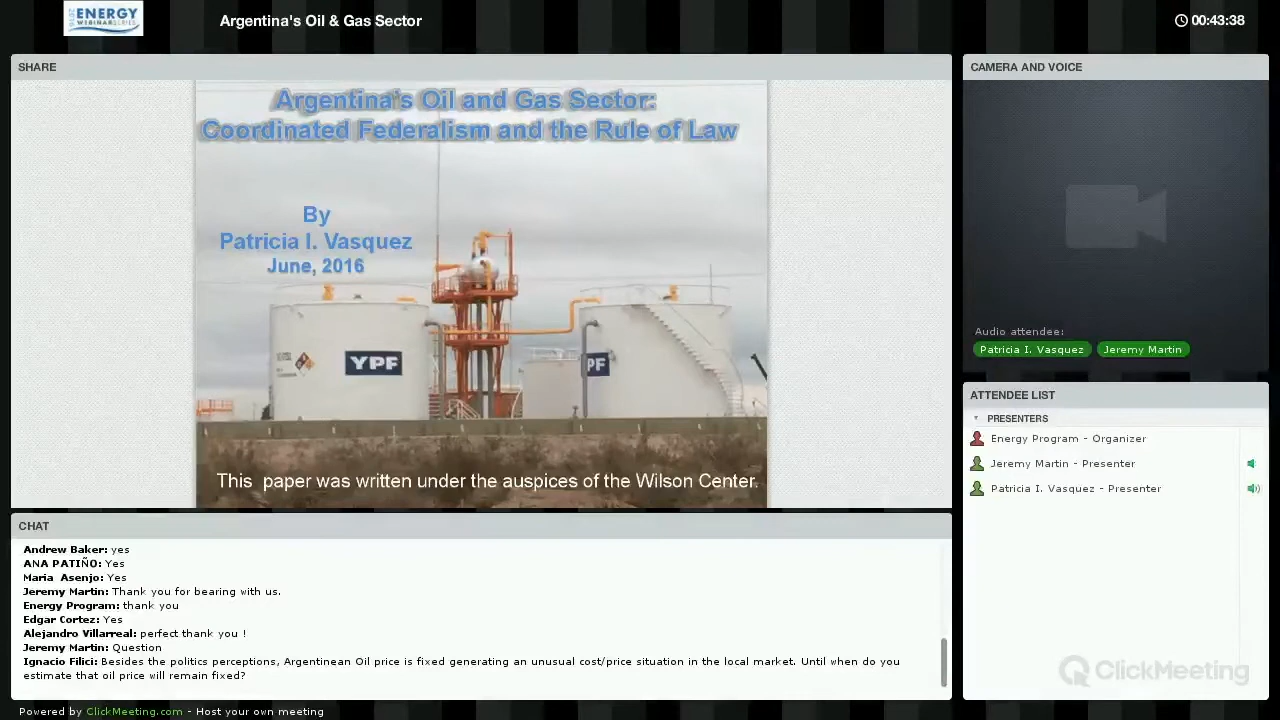 2016 ENERGY
WEBINAR SERIES
Argentina's Oil & Gas Sector
00:43:38
SHARE
Argentina's Oil and Gas Sector:
Coordinated Federalism and the Rule of Law
By
Patricia I. Vasquez
June, 2016
YPF
PF
This paper was written under the auspices of the Wilson Center.
CAMERA AND VOICE
Audio attendee:
Patricia I. Vasquez Jeremy Martin
ATTENDEE LIST
PRESENTERS
Energy Program - Organizer
Jeremy Martin - Presenter
Patricia I. Vasquez - Presenter
CHAT
Andrew Baker: yes
ANA PATIÑO: Yes
Maria Asenjo: Yes
Jeremy Martin: Thank you for bearing with us.
Energy Program: thank you
Edgar Cortez: Yes
Alejandro Villarreal: perfect thank you !
Jeremy Martin: Question
Ignacio Filici: Besides the politics perceptions, Argentinean Oil price is fixed generating an unusual cost/price situation in the local market. Until when do you
estimate that oil price will remain fixed?
ClickMeeting
Powered by ClickMeeting.com - Host your own meeting